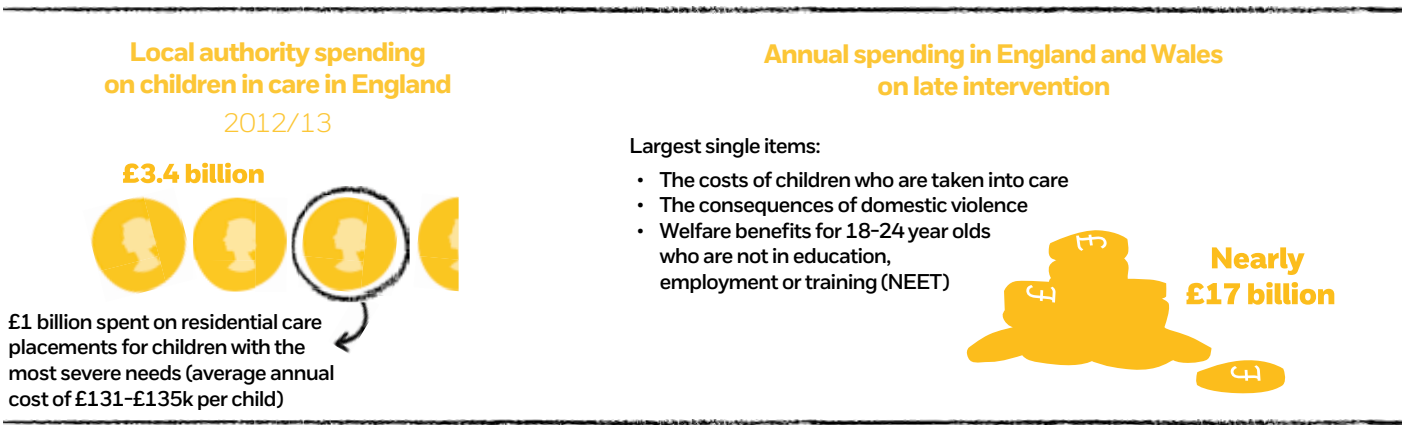 Local authority spending
on children in care in England
2012/13
£3.4 billion
£1 billion spent on residential care
placements for children with the
most severe needs (average annual
cost of £131-£135k per child)
Annual spending in England and Wales
on late intervention
Largest single items:
• The costs of children who are taken into care
• The consequences of domestic violence
• Welfare benefits for 18-24 year olds
who are not in education,
employment or training (NEET)
£
£
Nearly
£17 billion
£